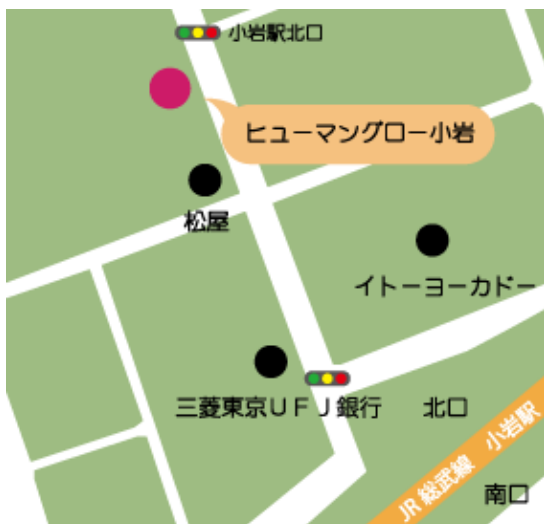 小岩駅北口
ヒューマングロー小岩
松屋
イトーヨーカドー
三菱東京ＵＦＪ銀行
北口
JR 総武線 小岩駅
南口